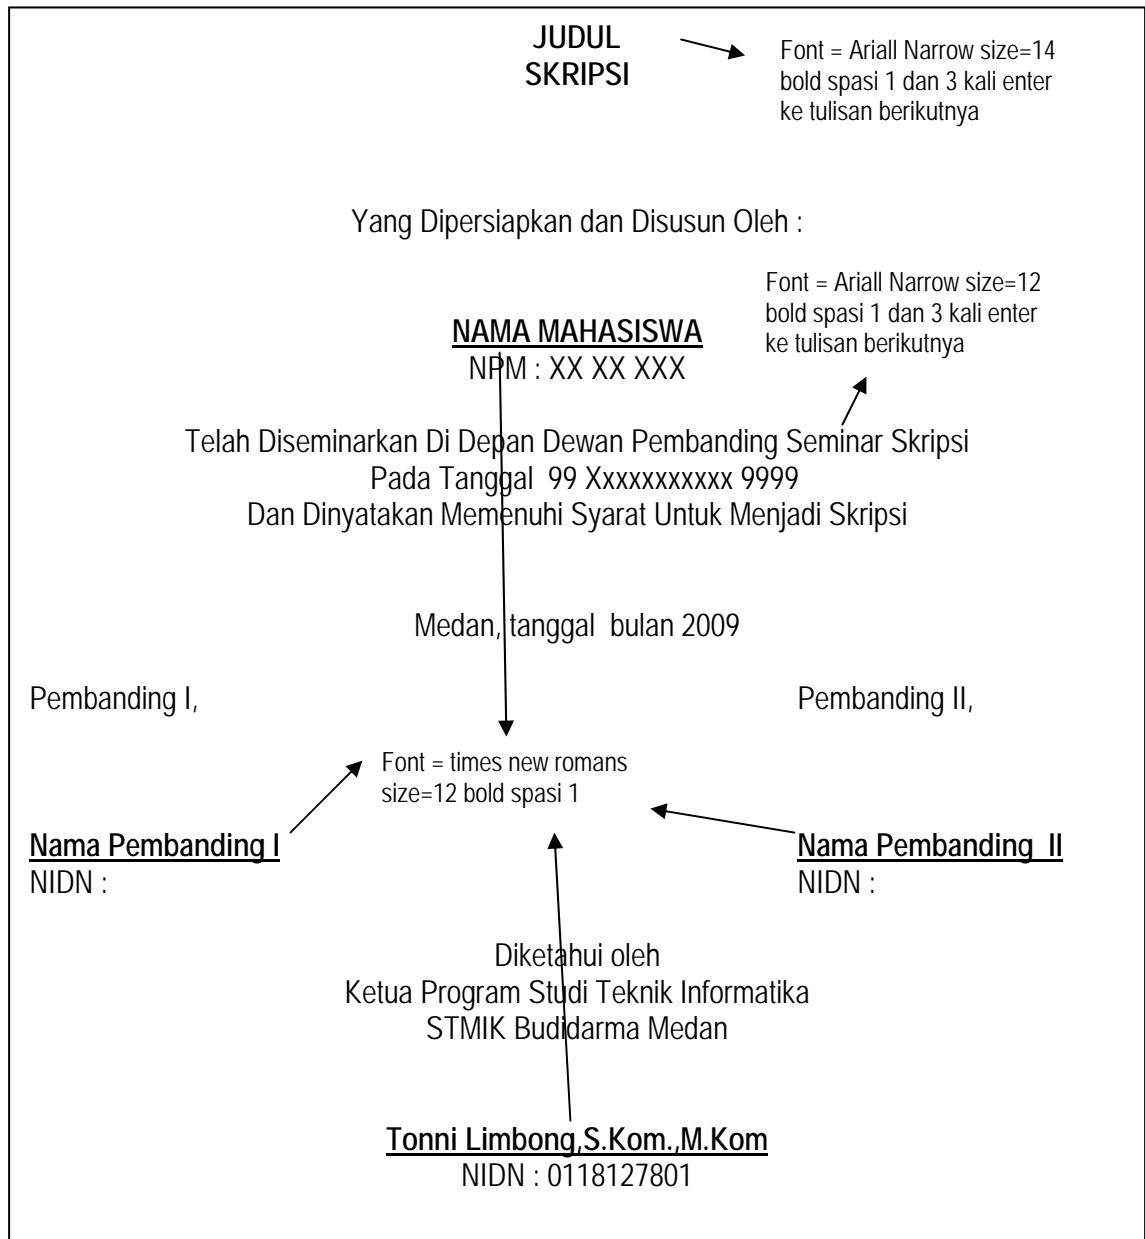 JUDUL
SKRIPSI
Font = Ariall Narrow size=14
bold spasi 1 dan 3 kali enter
ke tulisan berikutnya
Yang Dipersiapkan dan Disusun Oleh :
Font = Ariall Narrow size=12
bold spasi 1 dan 3 kali enter
ke tulisan berikutnya
NAMA MAHASISWA
NPM : XX XX XXX
Telah Diseminarkan Di Depan Dewan Pembanding Seminar Skripsi
Pada Tanggal  99 Xxxxxxxxxxx 9999
Dan Dinyatakan Memenuhi Syarat Untuk Menjadi Skripsi
Medan, tanggal  bulan 2009
Pembanding I,
Pembanding II,
Font = times new romans
size=12 bold spasi 1
Nama Pembanding I
NIDN :
Nama Pembanding  II
NIDN :
Diketahui oleh
Ketua Program Studi Teknik Informatika
STMIK Budidarma Medan
Tonni Limbong,S.Kom.,M.Kom
NIDN : 0118127801